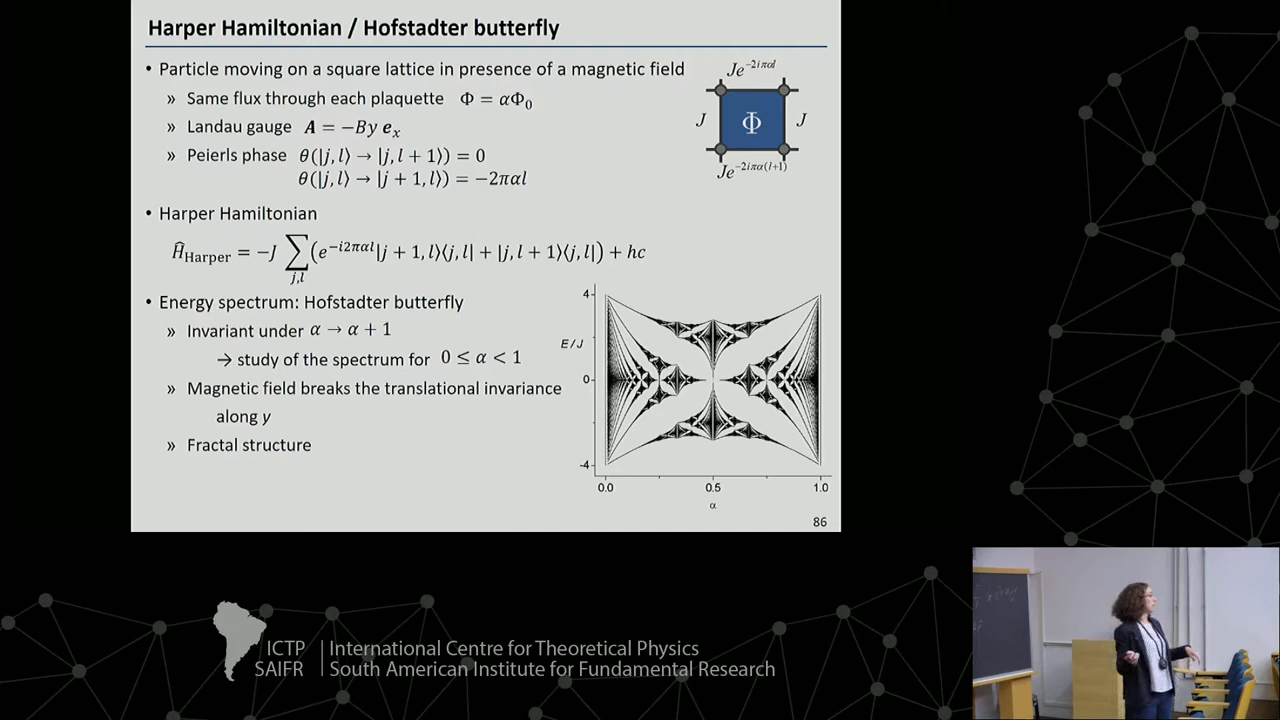 Harper Hamiltonian / Hofstadter butterfly
• Particle moving on a square lattice in presence of a magnetic field
» Same flux through each plaquette Φ = αΦ₀
» Landau gauge 𝑨 = −By 𝒆ₓ
» Peierls phase θ(|j, l⟩ → |j, l + 1⟩) = 0
θ(|j, l⟩ → |j + 1, l⟩) = −2παl
Je^{-2iπαl}
J Φ J
Je^{-2iπα(l+1)}
• Harper Hamiltonian
Ĥ_Harper = −J ∑_{j,l} (e^{−i2παl}|j + 1, l⟩⟨j, l| + |j, l + 1⟩⟨j, l|) + hc
• Energy spectrum: Hofstadter butterfly
» Invariant under α → α + 1
→ study of the spectrum for 0 ≤ α < 1
» Magnetic field breaks the translational invariance
along y
» Fractal structure
4
E / J
0
-4
0.0 0.5 1.0
α
86
ICTP | International Centre for Theoretical Physics
SAIFR | South American Institute for Fundamental Research